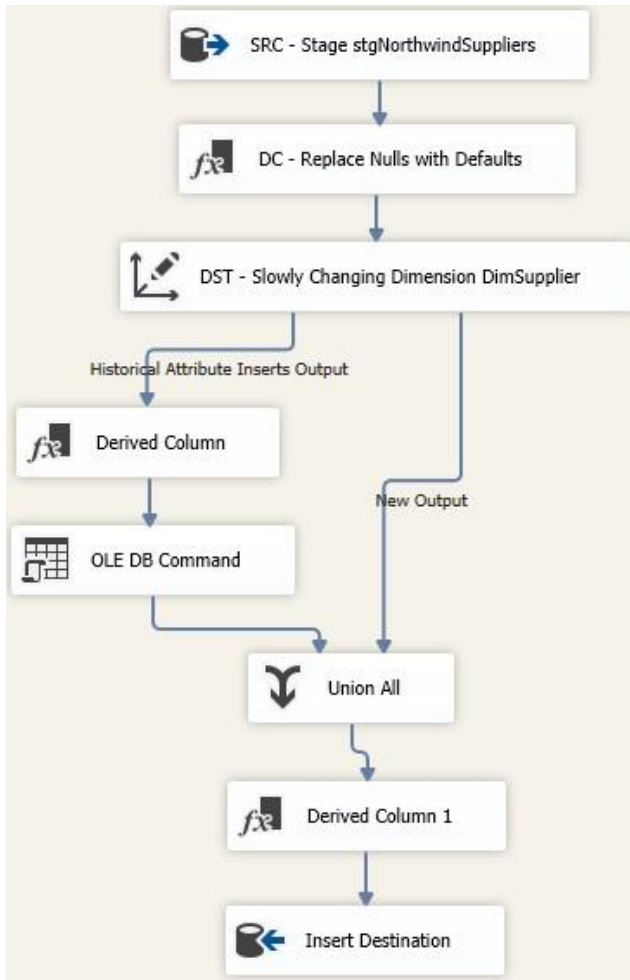 SRC - Stage stgNorthwindSuppliers
DC - Replace Nulls with Defaults
DST - Slowly Changing Dimension DimSupplier
Historical Attribute Inserts Output
Derived Column
New Output
OLE DB Command
Union All
Derived Column 1
Insert Destination